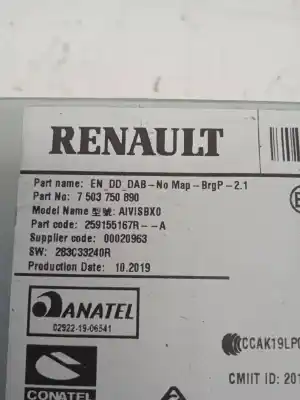 RENAULT
Part name: EN_DD_DAB-No Map-BrgP-2.1
Part No: 7 503 750 890
Model Name 型號: AIVISBX0
Part code: 259155167R--A
Supplier code: 00020963
SW: 283C33240R
Production Date: 10.2019
ANATEL
02922-19-06541
CCAK19LP
CONATEL
CMIIT ID: 201